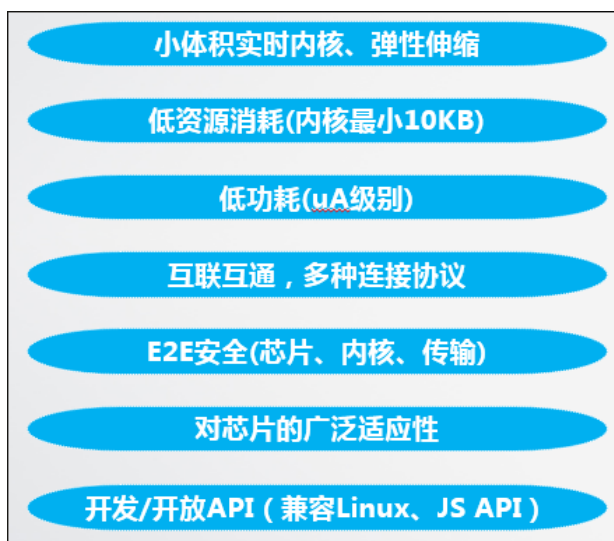 小体积实时内核、弹性伸缩
低资源消耗(内核最小10KB)
低功耗(uA级别)
互联互通，多种连接协议
E2E安全(芯片、内核、传输)
对芯片的广泛适应性
开发/开放API（兼容Linux、JS API）